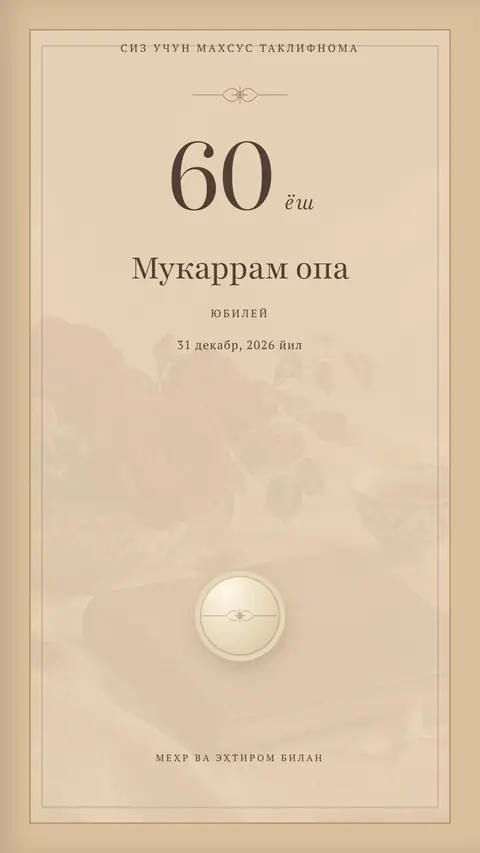 СИЗ УЧУН МАХСУС ТАКЛИФНОМА
60 ёш
Мукаррам опа
ЮБИЛЕЙ
31 декабр, 2026 йил
МЕҲР ВА ЭҲТИРОМ БИЛАН